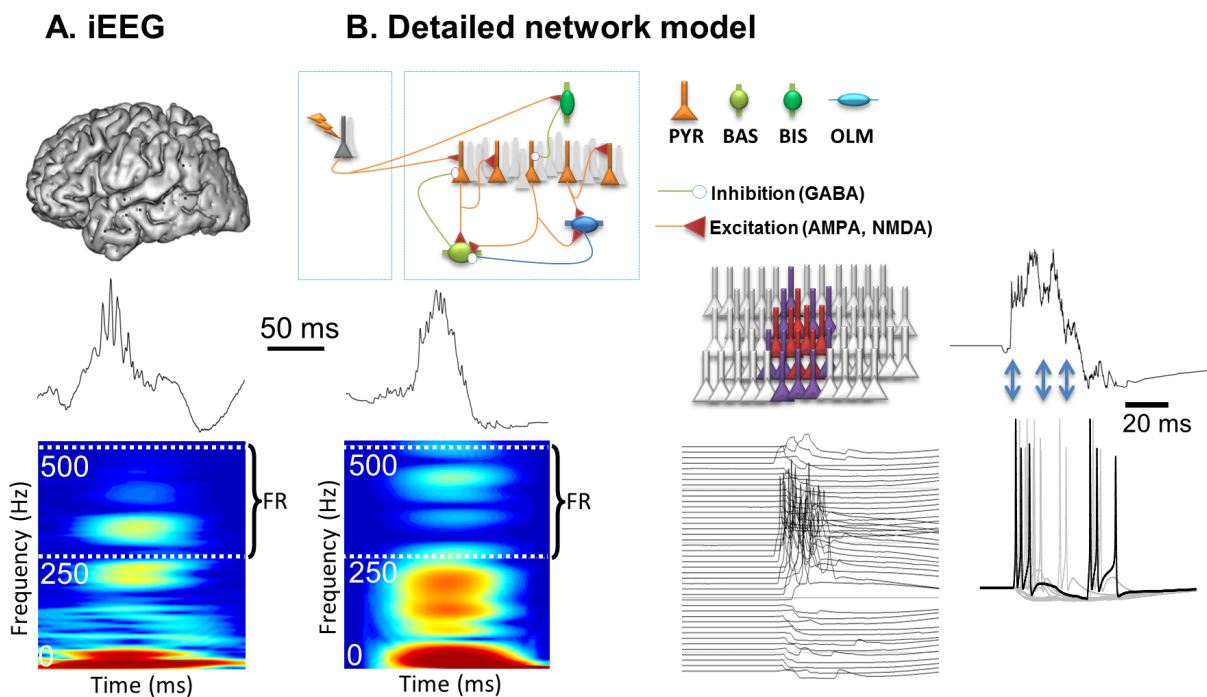 A. iEEG
B. Detailed network model
PYR BAS BIS OLM
Inhibition (GABA)
Excitation (AMPA, NMDA)
50 ms
20 ms
Frequency (Hz)
500
250
0
FR
Time (ms)
Frequency (Hz)
500
250
0
FR
Time (ms)